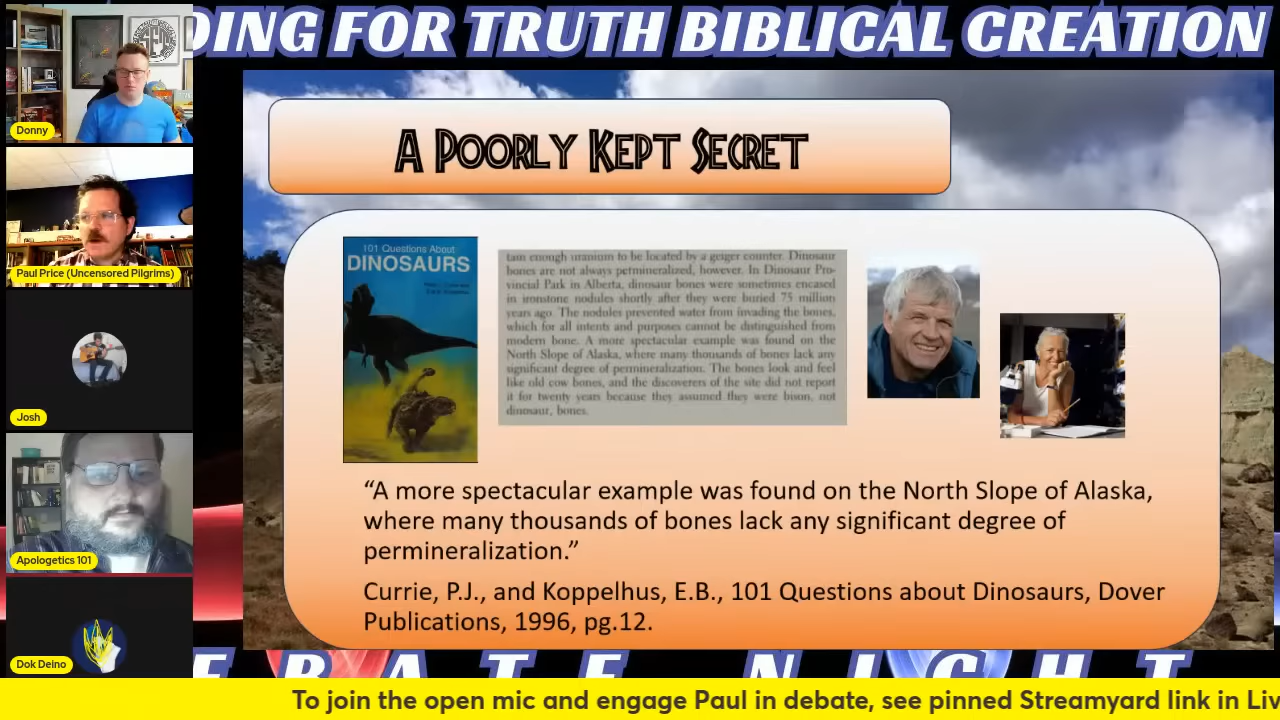 DING FOR TRUTH BIBLICAL CREATION
Donny
Paul Price (Uncensored Pilgrims)
Josh
Apologetics 101
Dok Deino
A POORLY KEPT SECRET
101 Questions About
DINOSAURS
tain enough uranium to be located by a geiger counter. Dinosaur
bones are not always permineralized, however. In Dinosaur Pro-
vincial Park in Alberta, dinosaur bones were sometimes encased
in ironstone nodules shortly after they were buried 75 million
years ago. The nodules presented water from invading the bones,
which for all intents and purposes cannot be distinguished from
modern bone. A more spectacular example was found on the
North Slope of Alaska, where many thousands of bones lack any
significant degree of permineralization. The bones look and feel
like old cow bones, and the discoverers of the site did not report
it for twenty years because they assumed they were bison, not
dinosaur, bones.
“A more spectacular example was found on the North Slope of Alaska,
where many thousands of bones lack any significant degree of
permineralization.”
Currie, P.J., and Koppelhus, E.B., 101 Questions about Dinosaurs, Dover
Publications, 1996, pg.12.
E B A T E N I G H T
To join the open mic and engage Paul in debate, see pinned Streamyard link in Liv